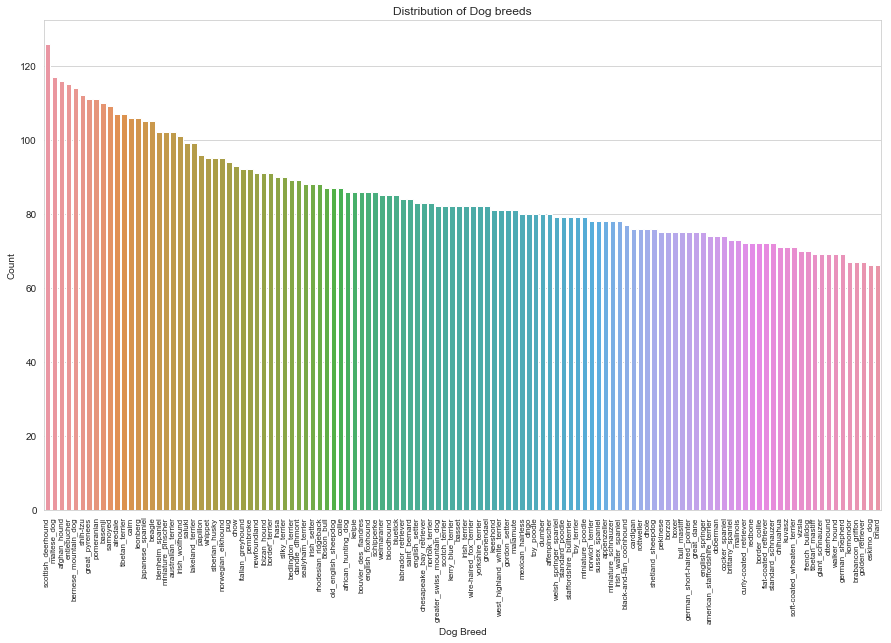 Distribution of Dog breeds
Count
120
100
80
60
40
20
0
scottish_deerhound
maltese_dog
afghan_hound
entlebucher
bernese_mountain_dog
shih-tzu
great_pyrenees
pomeranian
basenji
samoyed
airedale
tibetan_terrier
cairn
leonberg
japanese_spaniel
beagle
blenheim_spaniel
miniature_pinscher
australian_terrier
irish_wolfhound
saluki
lakeland_terrier
papillon
whippet
siberian_husky
norwegian_elkhound
pug
chow
italian_greyhound
pembroke
newfoundland
ibizan_hound
border_terrier
lhasa
silky_terrier
bedlington_terrier
dandie_dinmont
sealyham_terrier
irish_setter
rhodesian_ridgeback
boston_bull
old_english_sheepdog
collie
african_hunting_dog
kelpie
bouvier_des_flandres
english_foxhound
schipperke
weimaraner
bloodhound
bluetick
labrador_retriever
saint_bernard
english_setter
chesapeake_bay_retriever
norfolk_terrier
greater_swiss_mountain_dog
scotch_terrier
kerry_blue_terrier
basset
irish_terrier
wire-haired_fox_terrier
yorkshire_terrier
groenendael
keeshond
west_highland_white_terrier
gordon_setter
malamute
mexican_hairless
dingo
toy_poodle
clumber
affenpinscher
welsh_springer_spaniel
standard_poodle
staffordshire_bullterrier
toy_terrier
miniature_poodle
norwich_terrier
sussex_spaniel
appenzeller
miniature_schnauzer
irish_water_spaniel
black-and-tan_coonhound
cardigan
rottweiler
dhole
shetland_sheepdog
pekinese
borzoi
boxer
bull_mastiff
german_short-haired_pointer
great_dane
english_springer
american_staffordshire_terrier
doberman
cocker_spaniel
brittany_spaniel
malinois
curly-coated_retriever
redbone
border_collie
flat-coated_retriever
standard_schnauzer
chihuahua
kuvasz
soft-coated_wheaten_terrier
vizsla
french_bulldog
tibetan_mastiff
giant_schnauzer
otterhound
walker_hound
german_shepherd
komondor
brabancon_griffon
golden_retriever
eskimo_dog
briard
Dog Breed